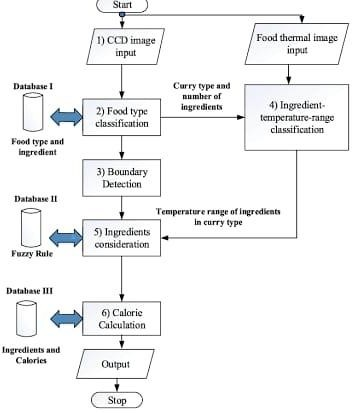 Start
1) CCD image
input
Food thermal image
input
Database I
Curry type and
number of
ingredients
2) Food type
classification
4) Ingredient-
temperature-range
classification
Food type and
ingredient
3) Boundary
Detection
Database II
Temperature range of ingredients
in curry type
5) Ingredients
consideration
Fuzzy Rule
Database III
6) Calorie
Calculation
Ingredients and
Calories
Output
Stop